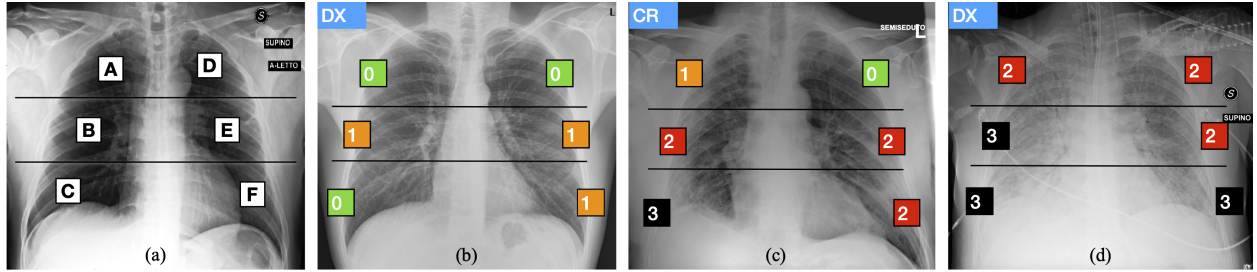 S
SUPINO
A-LETTO
A
D
B
E
C
F
(a)
DX
L
0
0
1
1
0
1
(b)
CR
SEMISEDUTO
L
1
0
2
2
3
2
(c)
DX
2
2
S
SUPINO
3
2
3
3
(d)